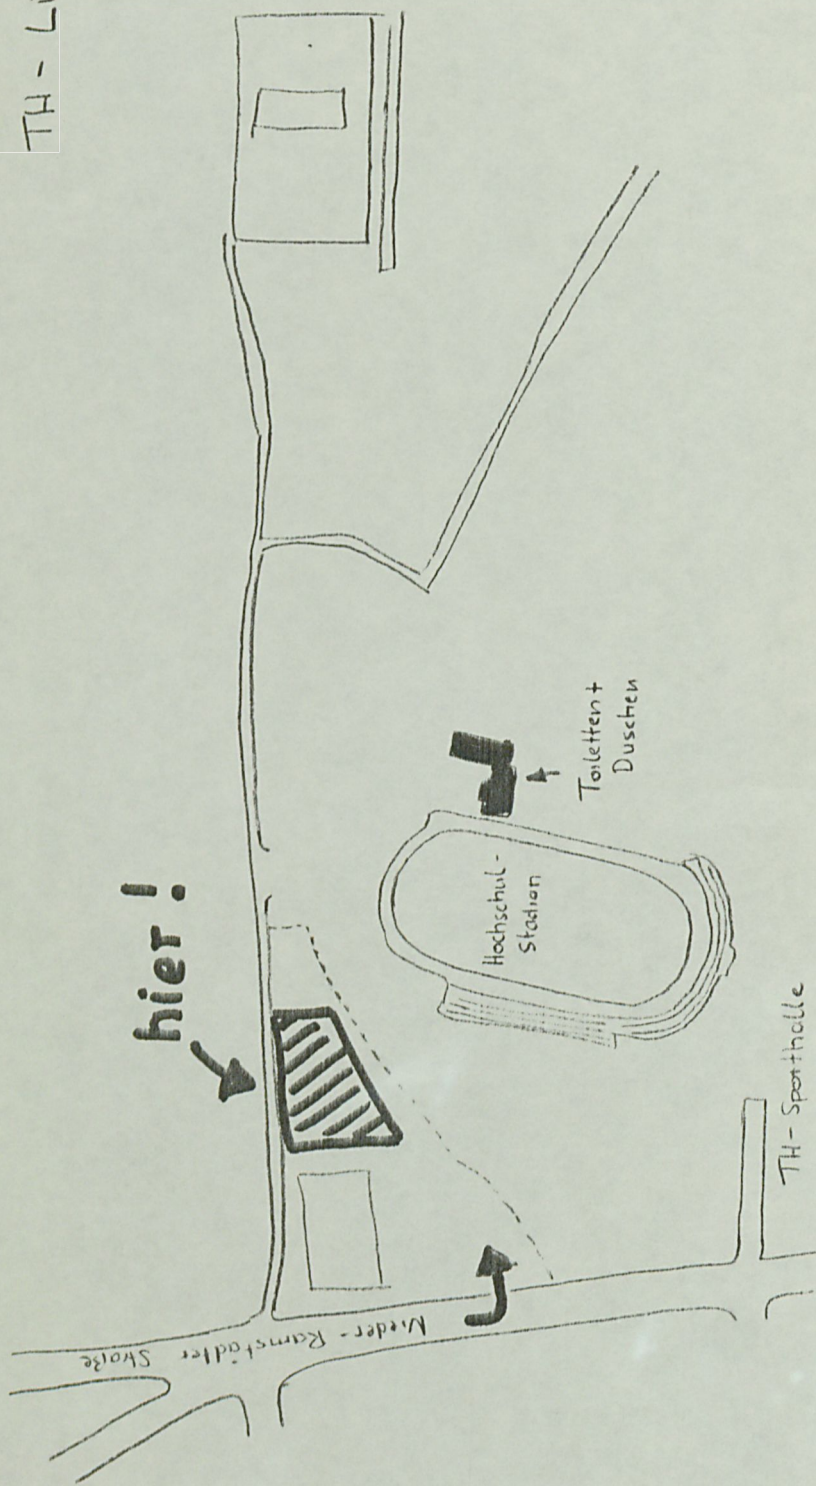 TH -
hier!
Toiletten +
Duschen
Hochschul-
Stadion
TH - Sporthalle
Nieder-Ramstädter Straße